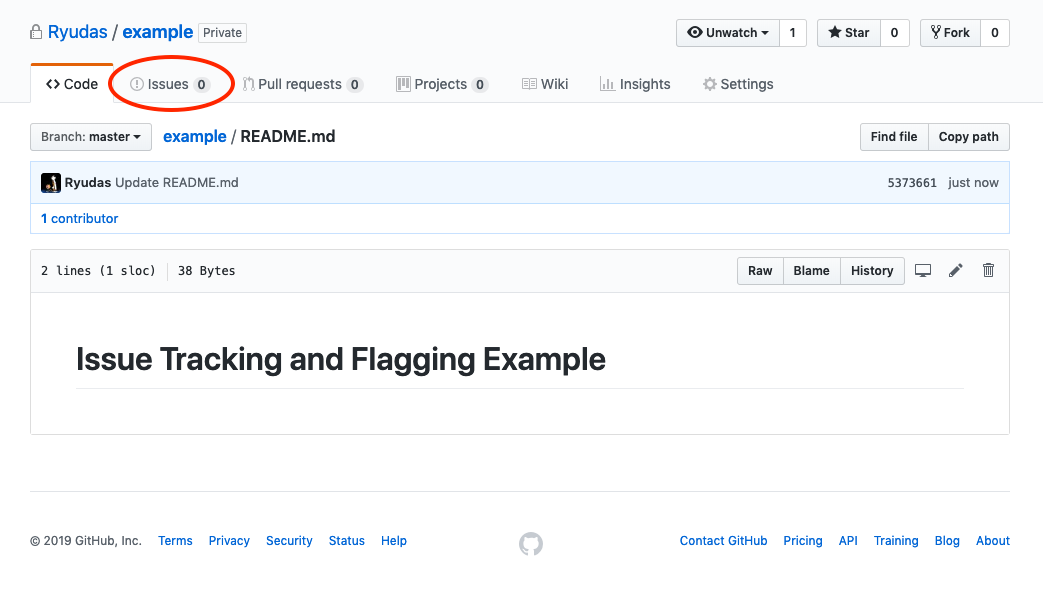 Ryudas / example Private
Unwatch 1 Star 0 Fork 0
Code Issues 0 Pull requests 0 Projects 0 Wiki Insights Settings
Branch: master example / README.md Find file Copy path
Ryudas Update README.md 5373661 just now
1 contributor
2 lines (1 sloc) 38 Bytes Raw Blame History
Issue Tracking and Flagging Example
© 2019 GitHub, Inc. Terms Privacy Security Status Help Contact GitHub Pricing API Training Blog About